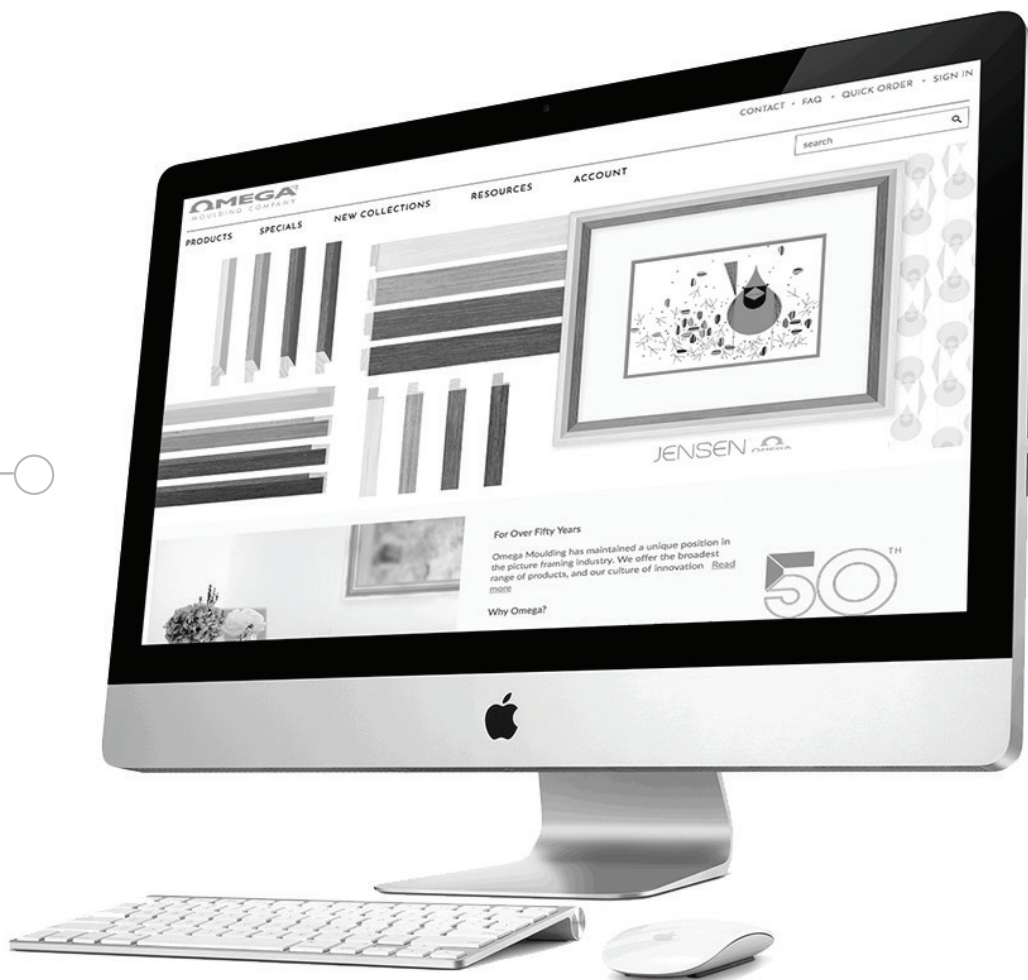 CONTACT • FAQ • QUICK ORDER • SIGN IN
search
OMEGA
MOULDING COMPANY
PRODUCTS SPECIALS NEW COLLECTIONS RESOURCES ACCOUNT
JENSEN OMEGA
For Over Fifty Years
Omega Moulding has maintained a unique position in
the picture framing industry. We offer the broadest
range of products, and our culture of innovation Read
more
Why Omega?
50TH